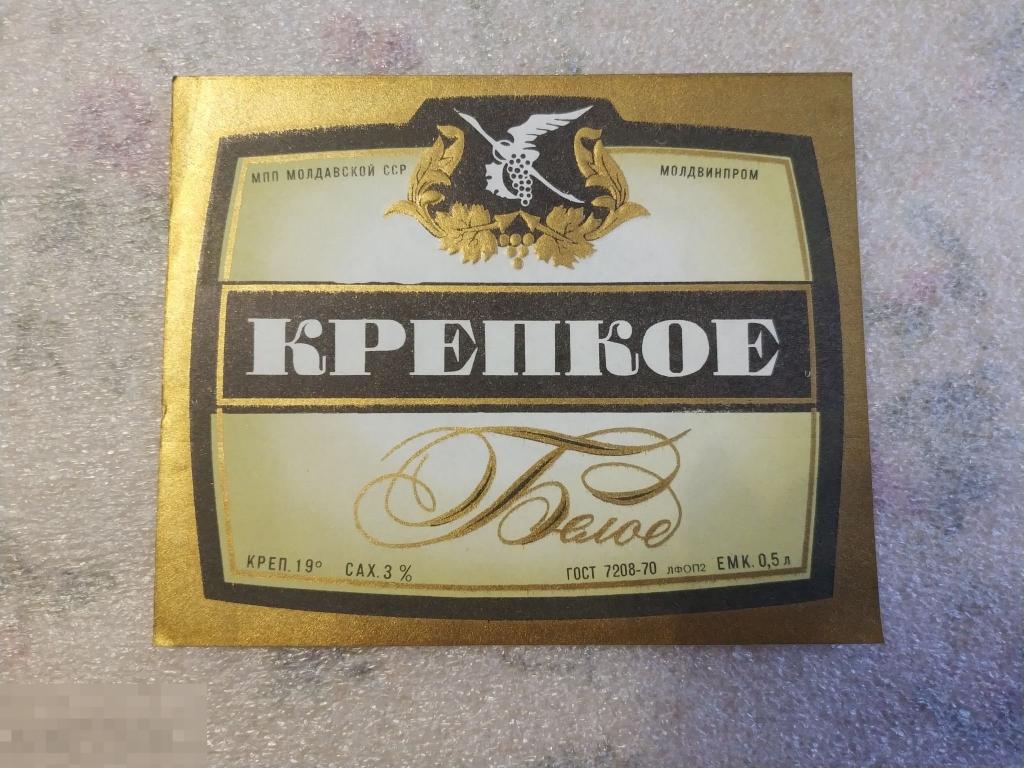 МПП МОЛДАВСКОЙ ССР МОЛДВИНПРОМ
КРЕПКОЕ
Белое
КРЕП. 19° САХ. 3 % ГОСТ 7208-70 ЛФОП2 ЕМК. 0,5 л